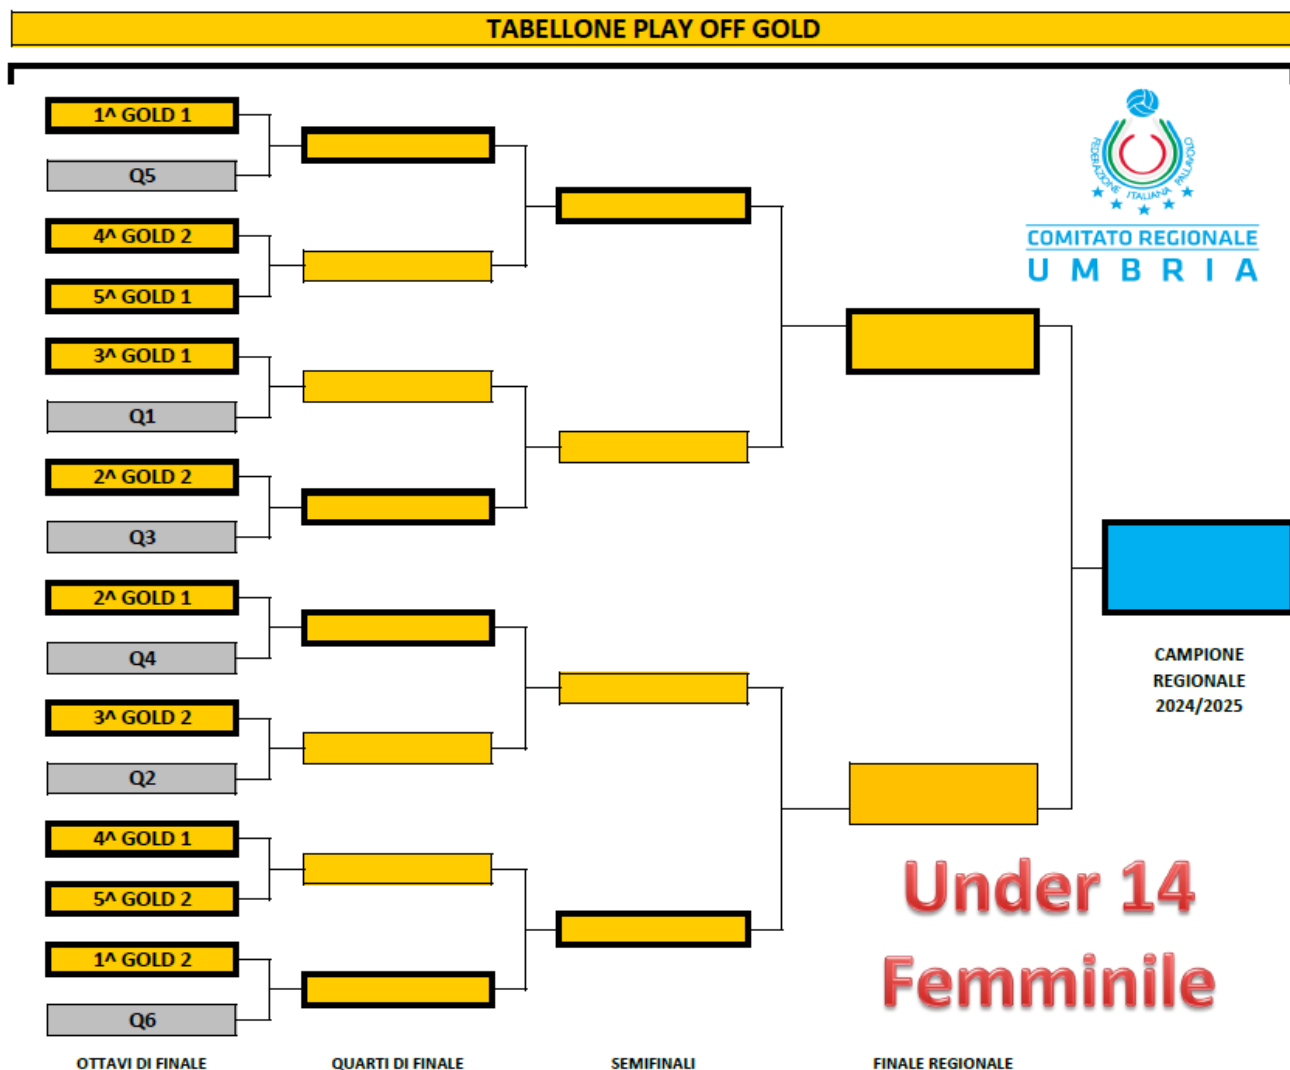 TABELLONE PLAY OFF GOLD
1^ GOLD 1
Q5
4^ GOLD 2
5^ GOLD 1
3^ GOLD 1
Q1
2^ GOLD 2
Q3
2^ GOLD 1
Q4
3^ GOLD 2
Q2
4^ GOLD 1
5^ GOLD 2
1^ GOLD 2
Q6
FEDERAZIONE ITALIANA PALLAVOLO
COMITATO REGIONALE
UMBRIA
CAMPIONE
REGIONALE
2024/2025
Under 14
Femminile
OTTAVI DI FINALE
QUARTI DI FINALE
SEMIFINALI
FINALE REGIONALE